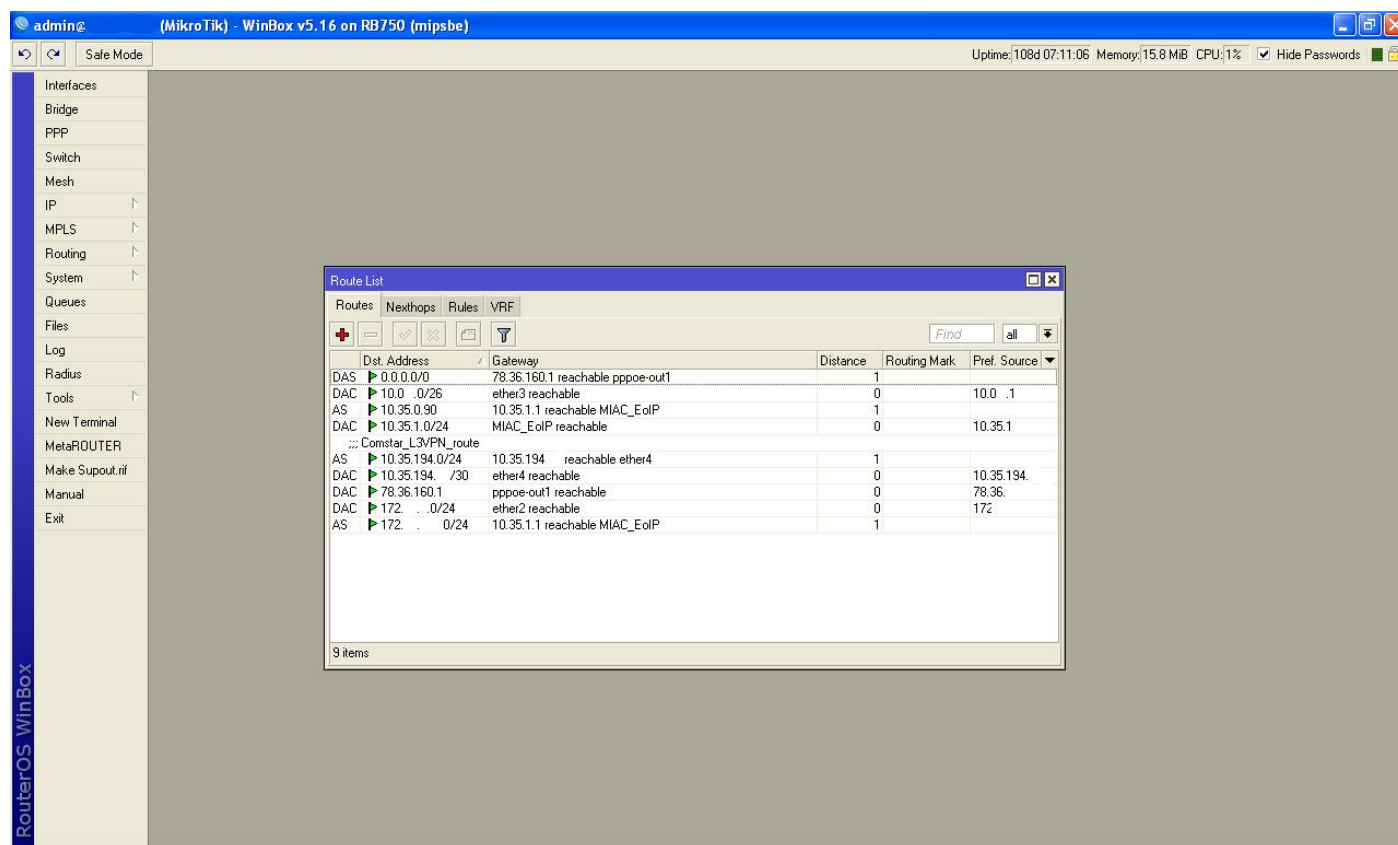 admin@ (MikroTik) - WinBox v5.16 on RB750 (mipsbe)
Safe Mode Uptime: 108d 07:11:06 Memory: 15.8 MiB CPU: 1% Hide Passwords
Interfaces
Bridge
PPP
Switch
Mesh
IP
MPLS
Routing
System
Queues
Files
Log
Radius
Tools
New Terminal
MetaROUTER
Make Supout.rif
Manual
Exit
RouterOS WinBox
Route List
Routes Nexthops Rules VRF
Find all
Dst. Address Gateway Distance Routing Mark Pref. Source
DAS 0.0.0.0/0 78.36.160.1 reachable pppoe-out1 1
DAC 10.0 .0/26 ether3 reachable 0 10.0 .1
AS 10.35.0.90 10.35.1.1 reachable MIAC_EoIP 1
DAC 10.35.1.0/24 MIAC_EoIP reachable 0 10.35.1
;;; Comstar_L3VPN_route
AS 10.35.194.0/24 10.35.194 reachable ether4 1
DAC 10.35.194. /30 ether4 reachable 0 10.35.194.
DAC 78.36.160.1 pppoe-out1 reachable 0 78.36.
DAC 172. . .0/24 ether2 reachable 0 172
AS 172. . 0/24 10.35.1.1 reachable MIAC_EoIP 1
9 items